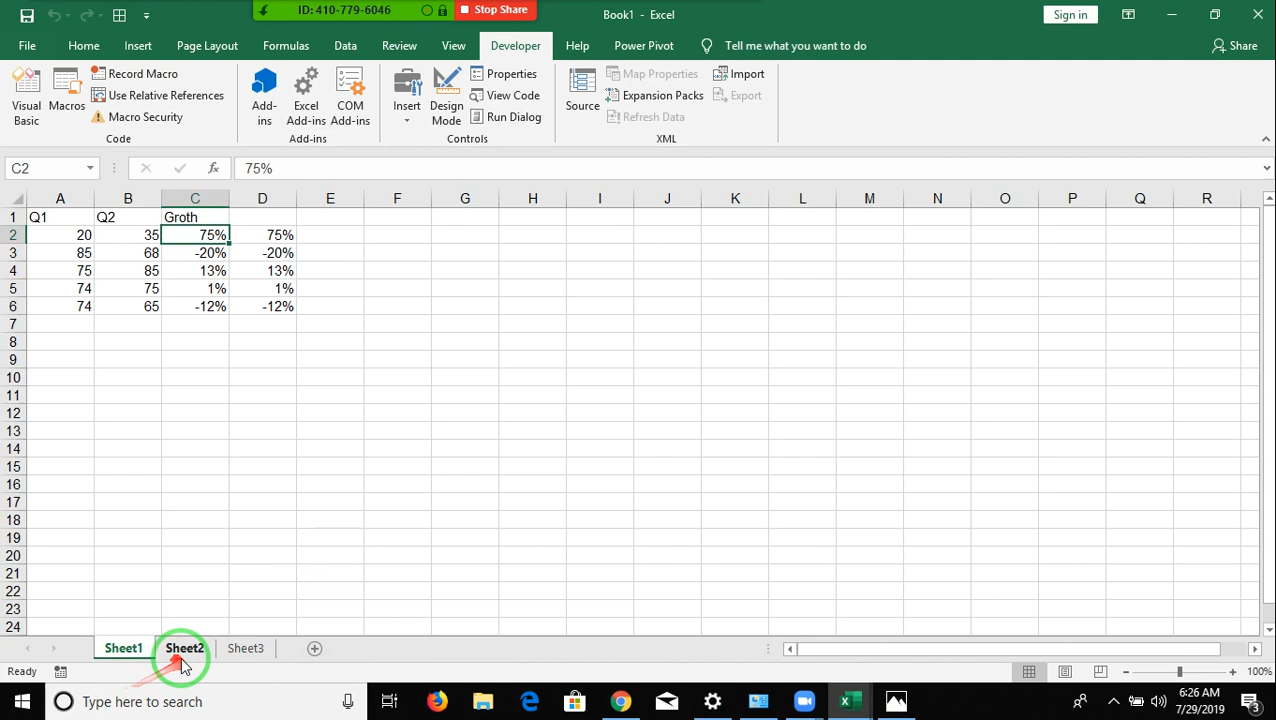 ID: 410-779-6046 Stop Share
Book1 - Excel
Sign in
File Home Insert Page Layout Formulas Data Review View Developer Help Power Pivot Tell me what you want to do Share
Visual Basic
Macros
Record Macro
Use Relative References
Macro Security
Code
Add-ins
Excel Add-ins
COM Add-ins
Add-ins
Insert
Design Mode
Properties
View Code
Run Dialog
Controls
Source
Map Properties
Expansion Packs
Refresh Data
Import
Export
XML
C2 fx 75%
A B C D E F G H I J K L M N O P Q R
1 Q1 Q2 Groth
2 20 35 75% 75%
3 85 68 -20% -20%
4 75 85 13% 13%
5 74 75 1% 1%
6 74 65 -12% -12%
7
8
9
10
11
12
13
14
15
16
17
18
19
20
21
22
23
24
Sheet1 Sheet2 Sheet3
Ready 100%
Type here to search
6:26 AM
7/29/2019
3